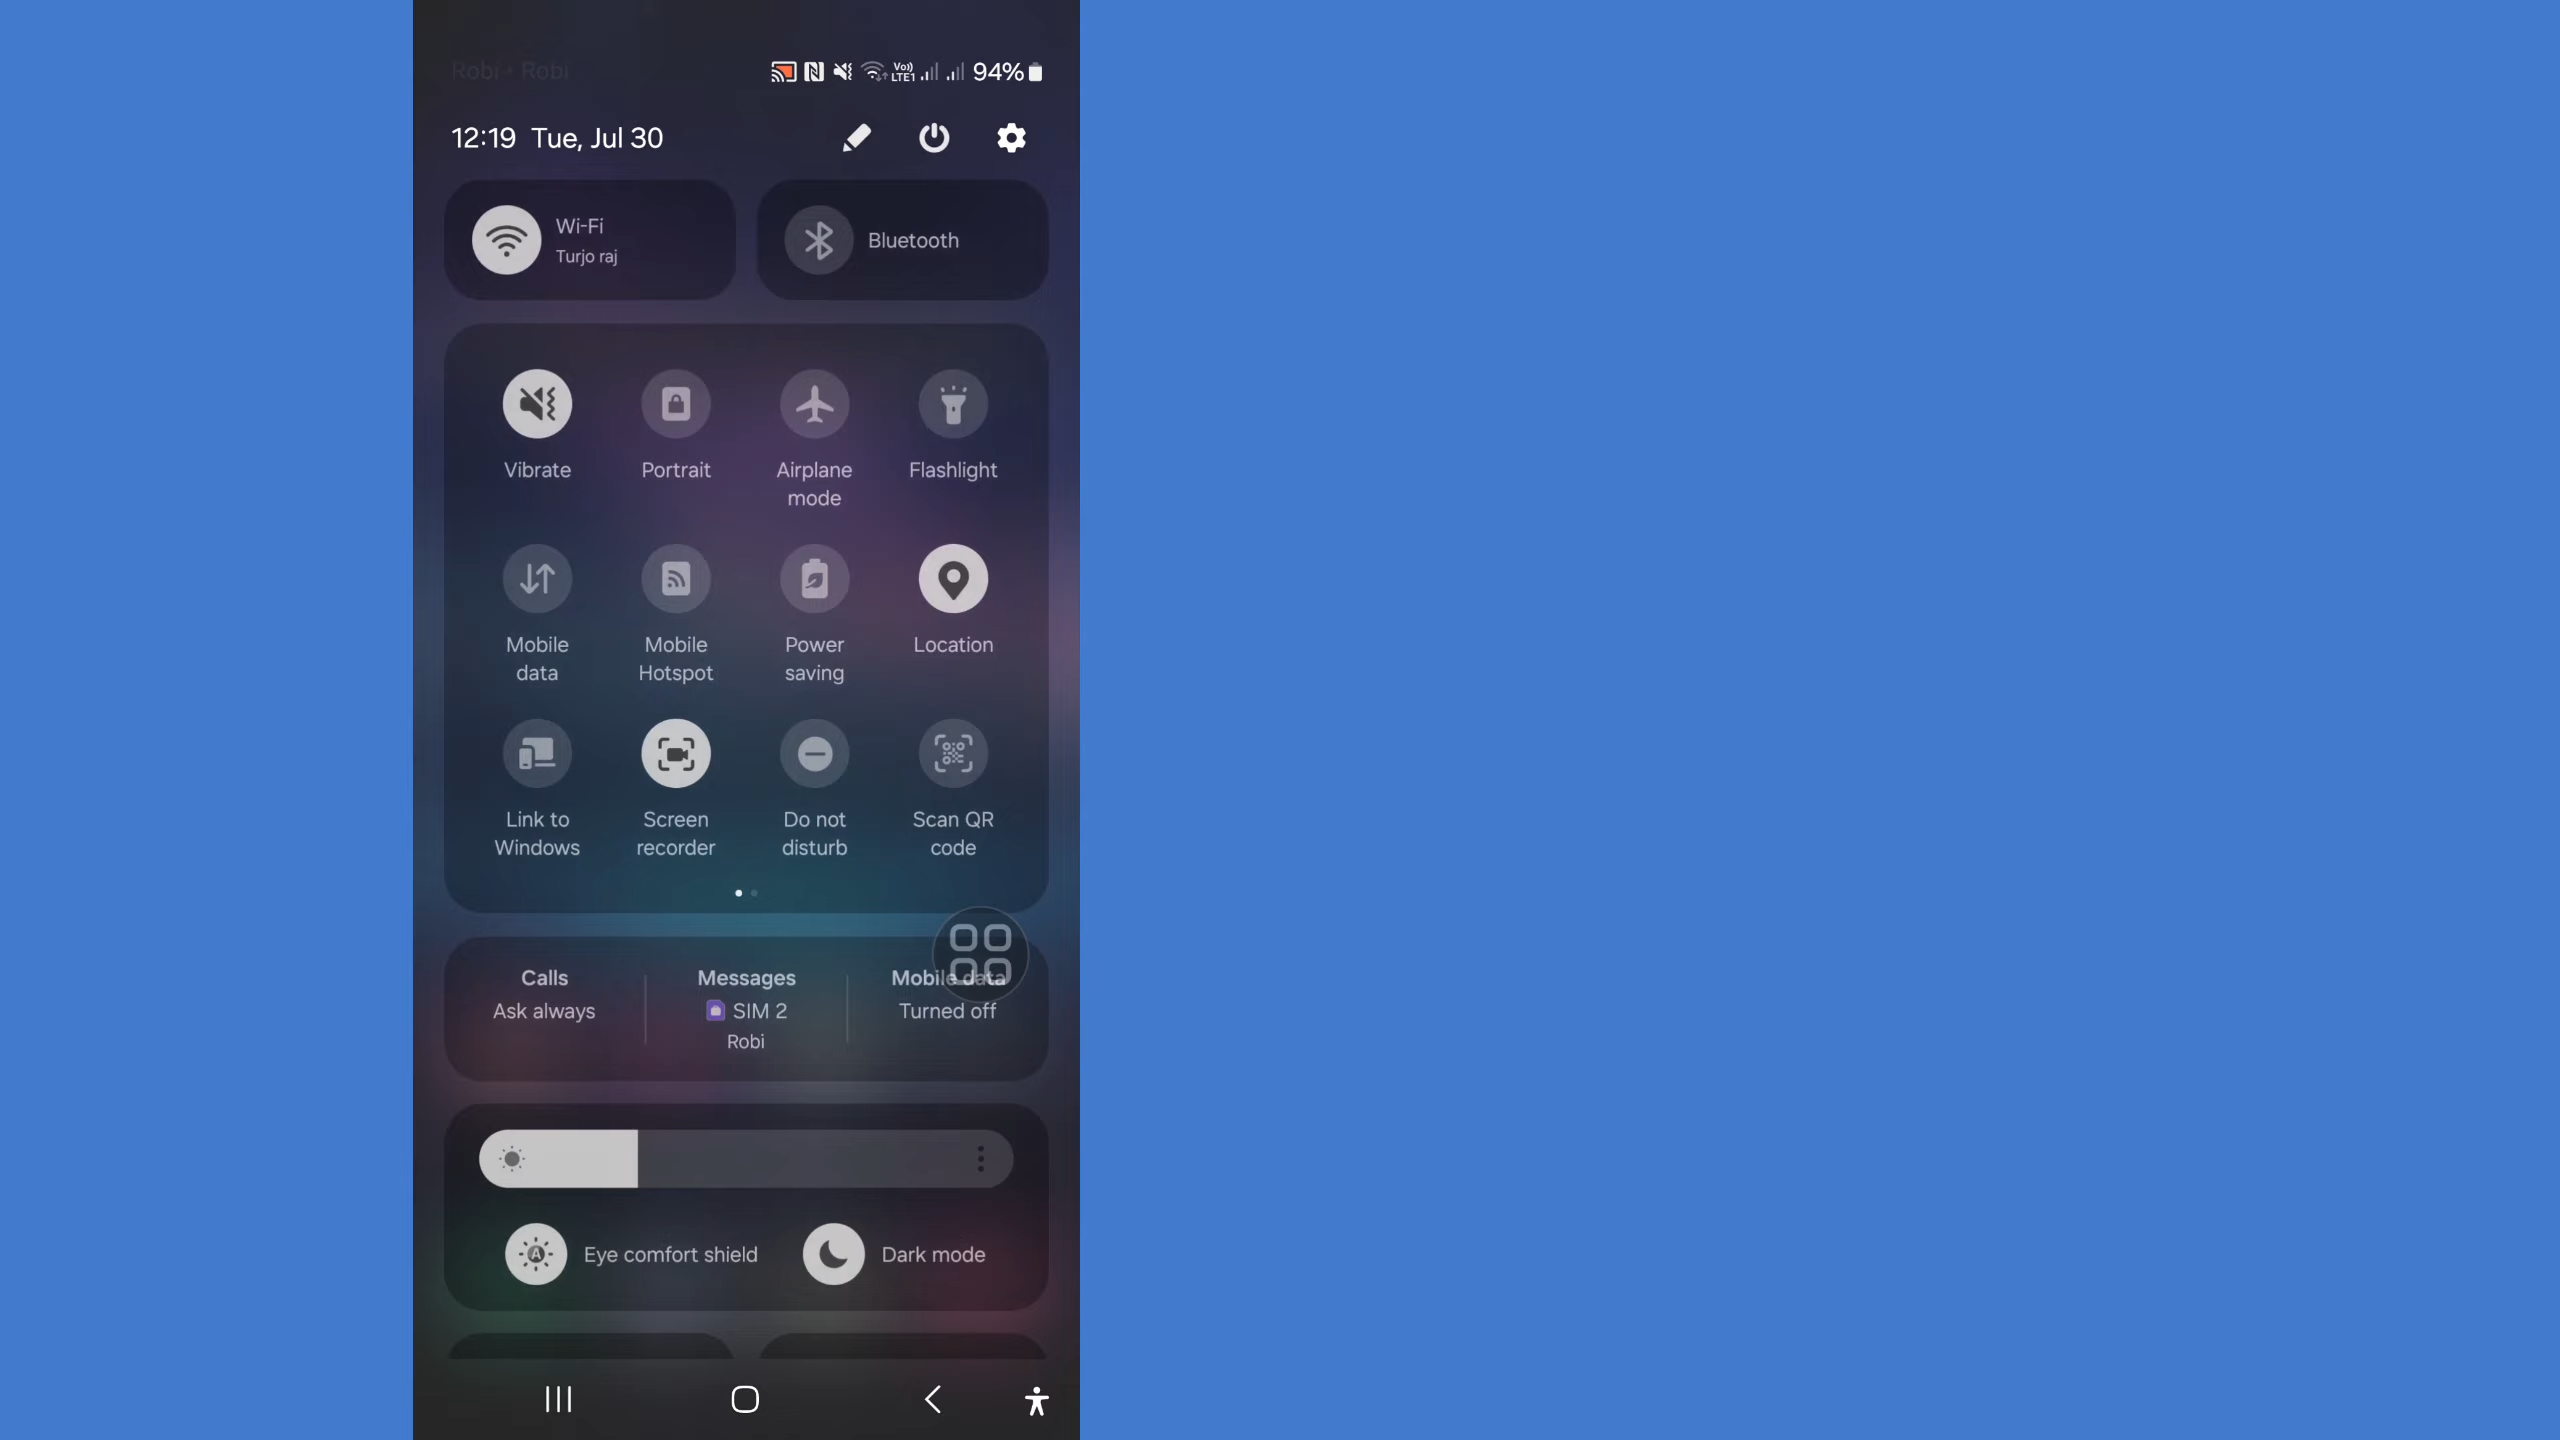 Robi · Robi
Vo)) LTE1 94%
12:19 Tue, Jul 30
Wi-Fi
Turjo raj
Bluetooth
Vibrate
Portrait
Airplane
mode
Flashlight
Mobile
data
Mobile
Hotspot
Power
saving
Location
Link to
Windows
Screen
recorder
Do not
disturb
Scan QR
code
Calls
Ask always
Messages
SIM 2
Robi
Mobile data
Turned off
A
Eye comfort shield
Dark mode